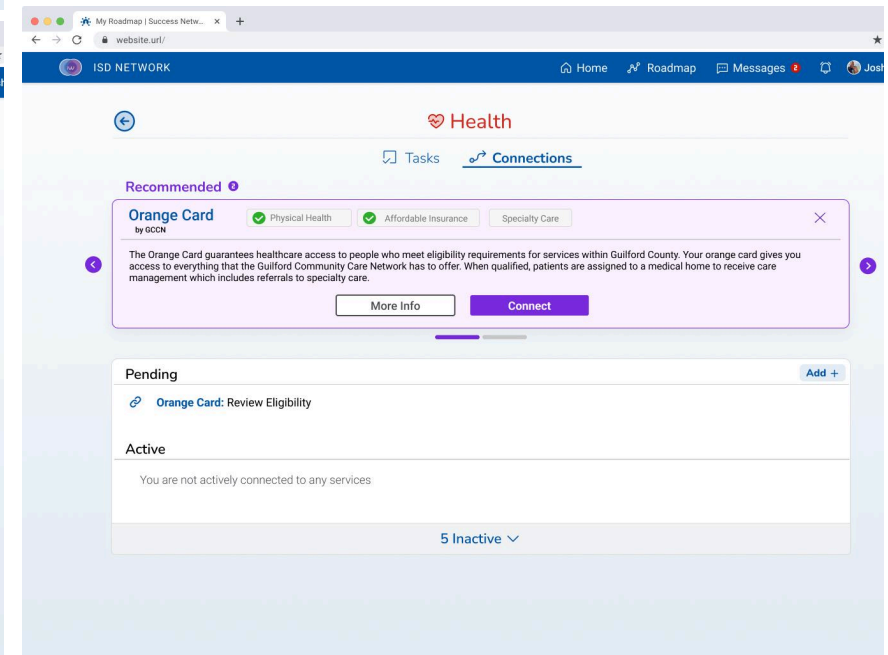 My Roadmap | Success Netw...
website.url/
ISD NETWORK
Home
Roadmap
Messages 2
Josh
Health
Tasks
Connections
Recommended 2
Orange Card
by GCCN
Physical Health
Affordable Insurance
Specialty Care
The Orange Card guarantees healthcare access to people who meet eligibility requirements for services within Guilford County. Your orange card gives you
access to everything that the Guilford Community Care Network has to offer. When qualified, patients are assigned to a medical home to receive care
management which includes referrals to specialty care.
More Info
Connect
Pending
Add +
Orange Card: Review Eligibility
Active
You are not actively connected to any services
5 Inactive